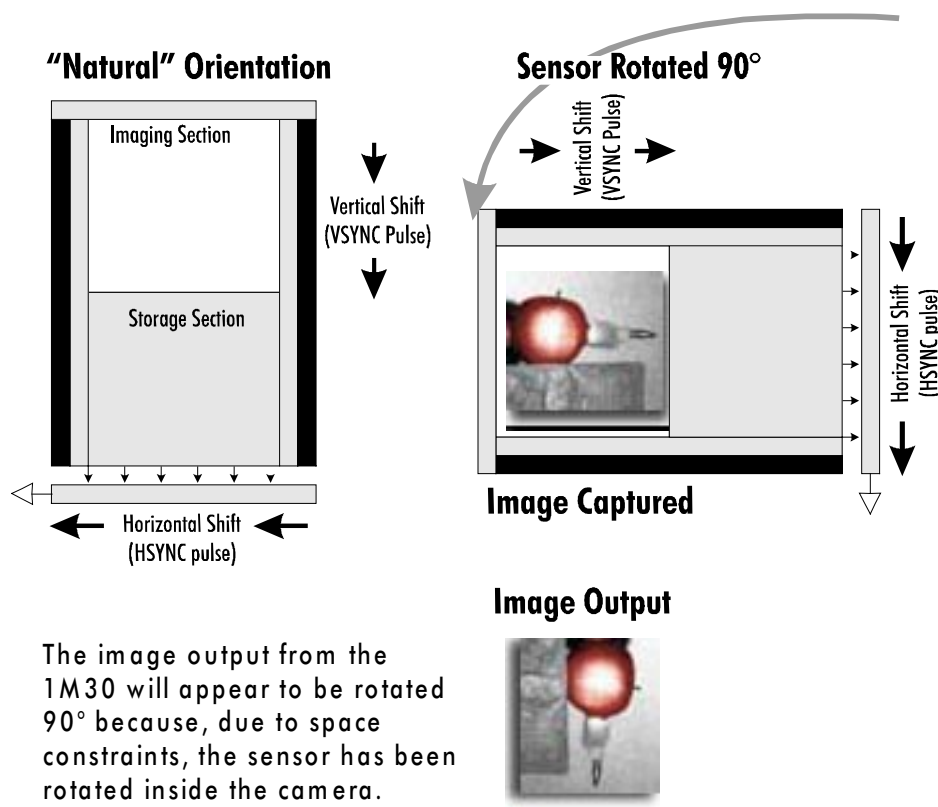 “Natural” Orientation
Imaging Section
Vertical Shift
(VSYNC Pulse)
Storage Section
Horizontal Shift
(HSYNC pulse)
Sensor Rotated 90°
Vertical Shift
(VSYNC Pulse)
Horizontal Shift
(HSYNC pulse)
Image Captured
Image Output
The image output from the
1M30 will appear to be rotated
90° because, due to space
constraints, the sensor has been
rotated inside the camera.